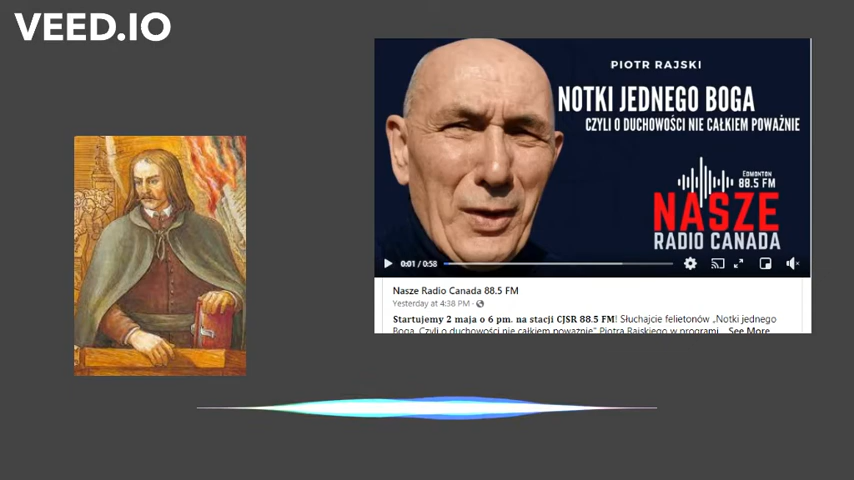 VEED.IO
PIOTR RAJSKI
NOTKI JEDNEGO BOGA
CZYLI O DUCHOWOŚCI NIE CAŁKIEM POWAŻNIE
EDMONTON
88.5 FM
NASZE
RADIO CANADA
0:01 / 0:58
Nasze Radio Canada 88.5 FM
Yesterday at 4:38 PM ·
Startujemy 2 maja o 6 pm. na stacji CJSR 88.5 FM! Słuchajcie felietonów „Notki jednego
Boga. Czyli o duchowości nie całkiem poważnie" Piotra Rajskiego w programi... See More